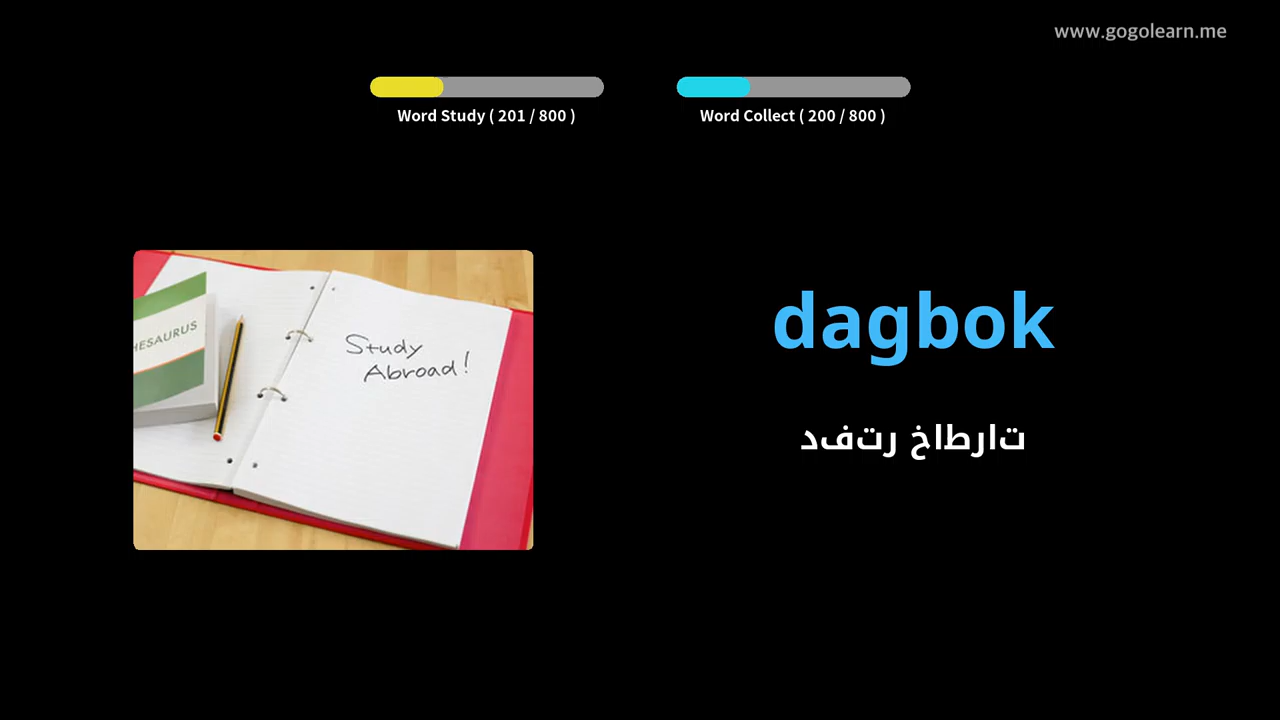 www.gogolearn.me
Word Study ( 201 / 800 )
Word Collect ( 200 / 800 )
HESAURUS
Study
Abroad!
dagbok
تارطاخ رتفد